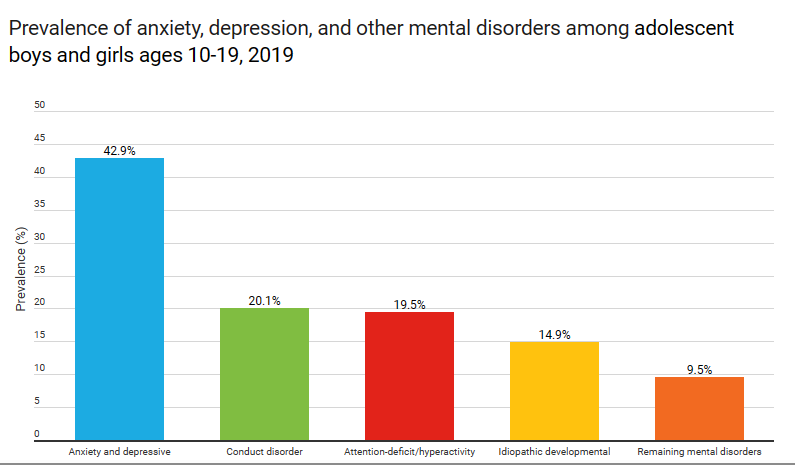 Prevalence of anxiety, depression, and other mental disorders among adolescent
boys and girls ages 10-19, 2019
Prevalence (%)
50
45
40
35
30
25
20
15
10
5
0
42.9%
20.1%
19.5%
14.9%
9.5%
Anxiety and depressive
Conduct disorder
Attention-deficit/hyperactivity
Idiopathic developmental
Remaining mental disorders